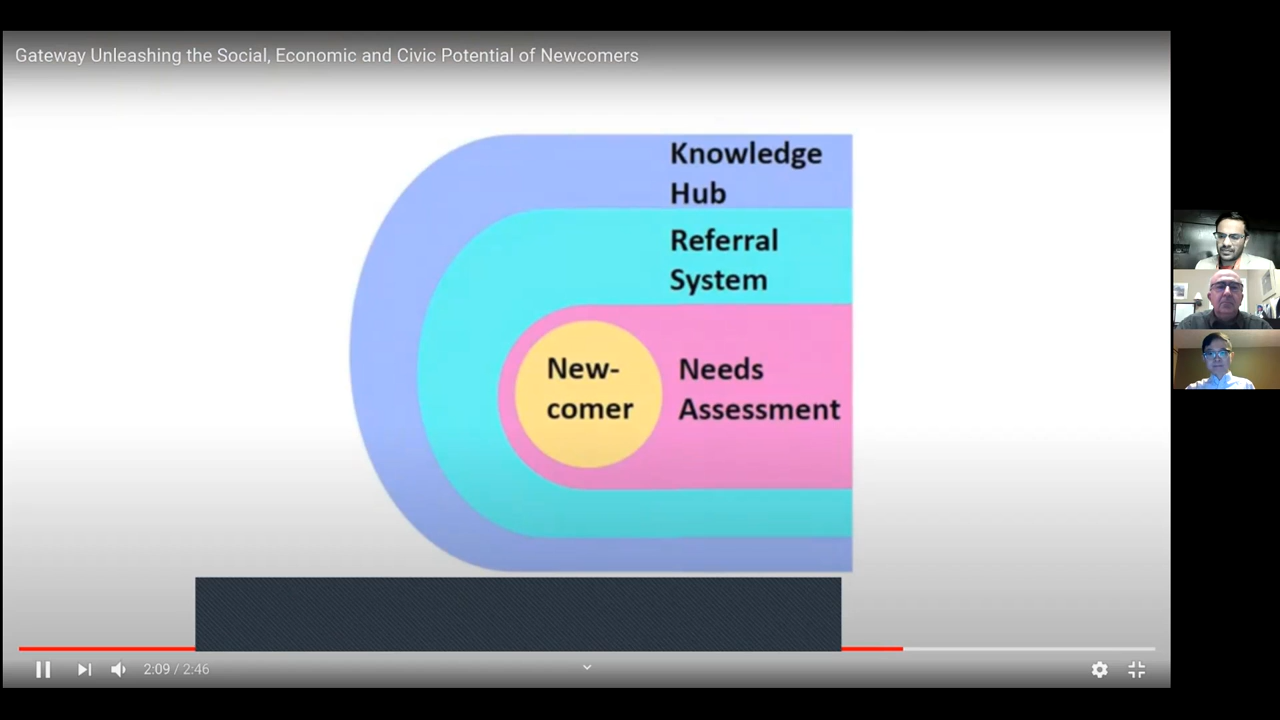 Gateway Unleashing the Social, Economic and Civic Potential of Newcomers
Knowledge
Hub
Referral
System
New-
comer
Needs
Assessment
2:09 / 2:46